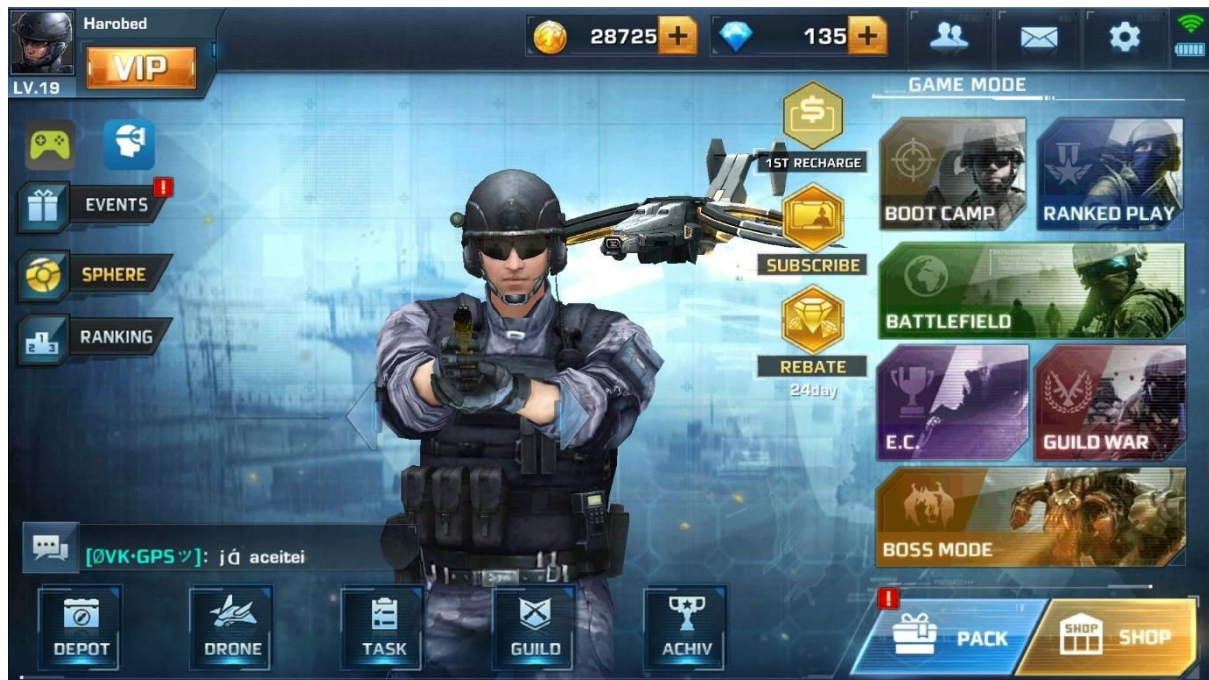 Harobed
VIP
LV.19
28725
135
GAME MODE
1ST RECHARGE
SUBSCRIBE
REBATE
24day
EVENTS
SPHERE
RANKING
BOOT CAMP
RANKED PLAY
BATTLEFIELD
E.C.
GUILD WAR
BOSS MODE
[ØVK·GPSツ]: já aceitei
DEPOT
DRONE
TASK
GUILD
ACHIV
PACK
SHOP
SHOP